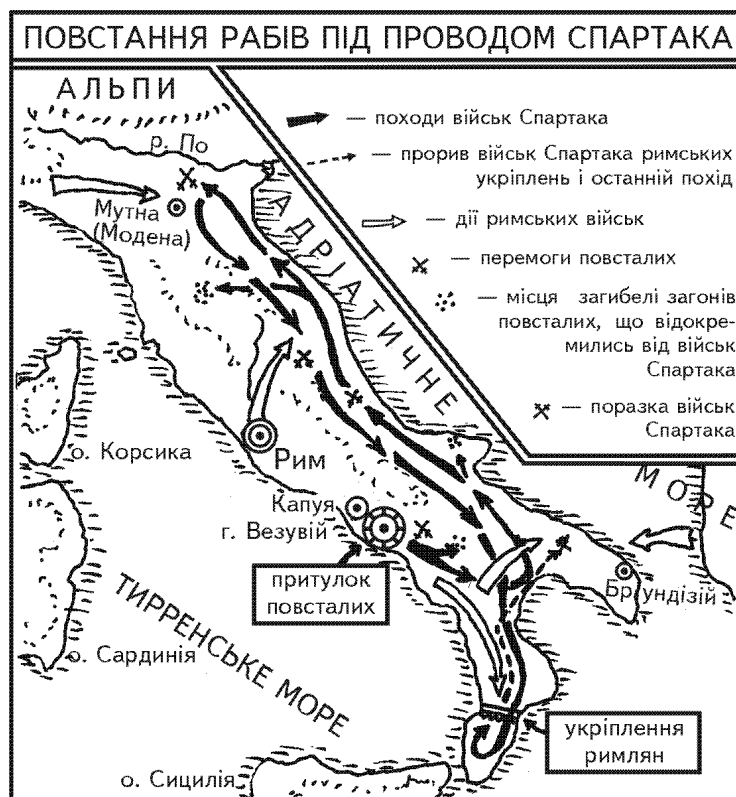 ПОВСТАННЯ РАБІВ ПІД ПРОВОДОМ СПАРТАКА
АЛЬПИ
р. По
Мутна
(Модена)
— походи військ Спартака
— прорив військ Спартака римських
укріплень і останній похід
— дії римських військ
— перемоги повсталих
— місця загибелі загонів
повсталих, що відокре-
мились від військ
Спартака
— поразка військ
Спартака
АДРІАТИЧНЕ
МОРЕ
о. Корсика
Рим
Капуя
г. Везувій
притулок
повсталих
Брундізій
ТИРРЕНСЬКЕ МОРЕ
о. Сардинія
укріплення
римлян
о. Сицилія